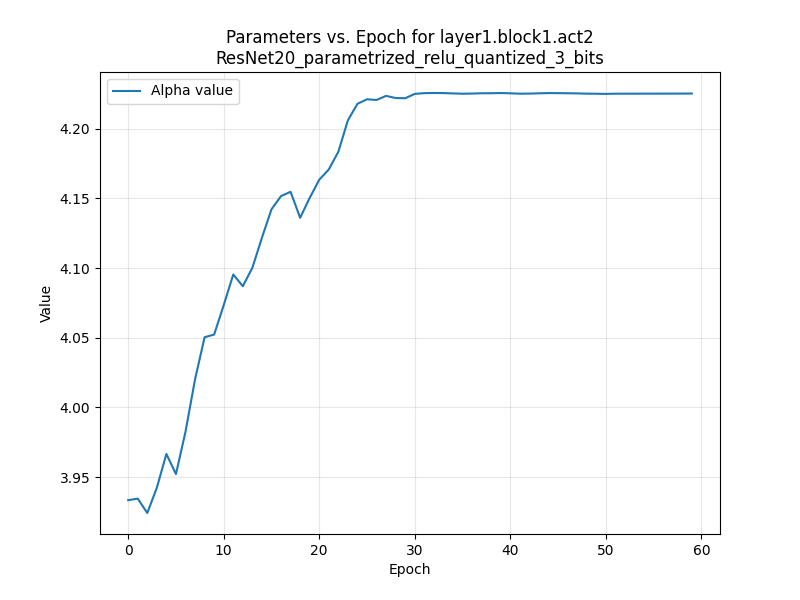 Parameters vs. Epoch for layer1.block1.act2
ResNet20_parametrized_relu_quantized_3_bits
Alpha value
4.20
4.15
4.10
4.05
4.00
3.95
Value
0 10 20 30 40 50 60
Epoch